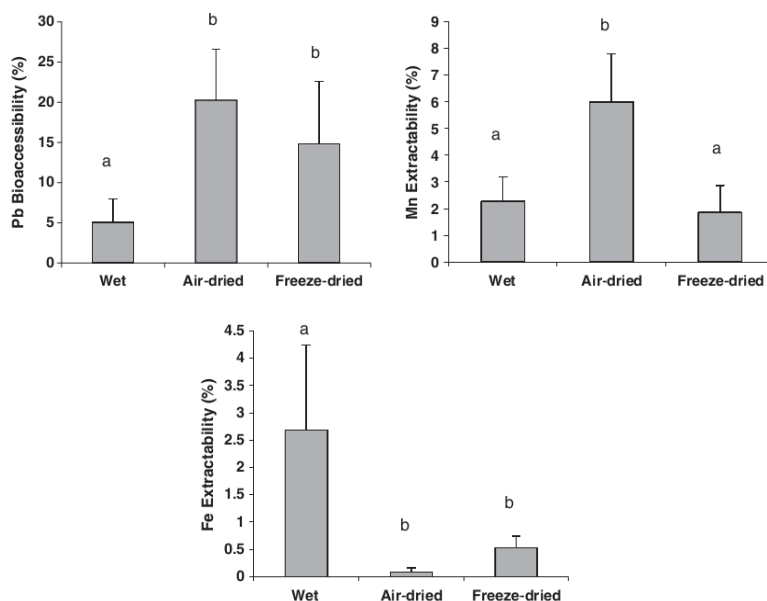 Pb Bioaccessibility (%)
30
25
20
15
10
5
0
a
b
b
Wet
Air-dried
Freeze-dried
Mn Extractability (%)
9
8
7
6
5
4
3
2
1
0
a
b
a
Wet
Air-dried
Freeze-dried
Fe Extractability (%)
4.5
4
3.5
3
2.5
2
1.5
1
0.5
0
a
b
b
Wet
Air-dried
Freeze-dried